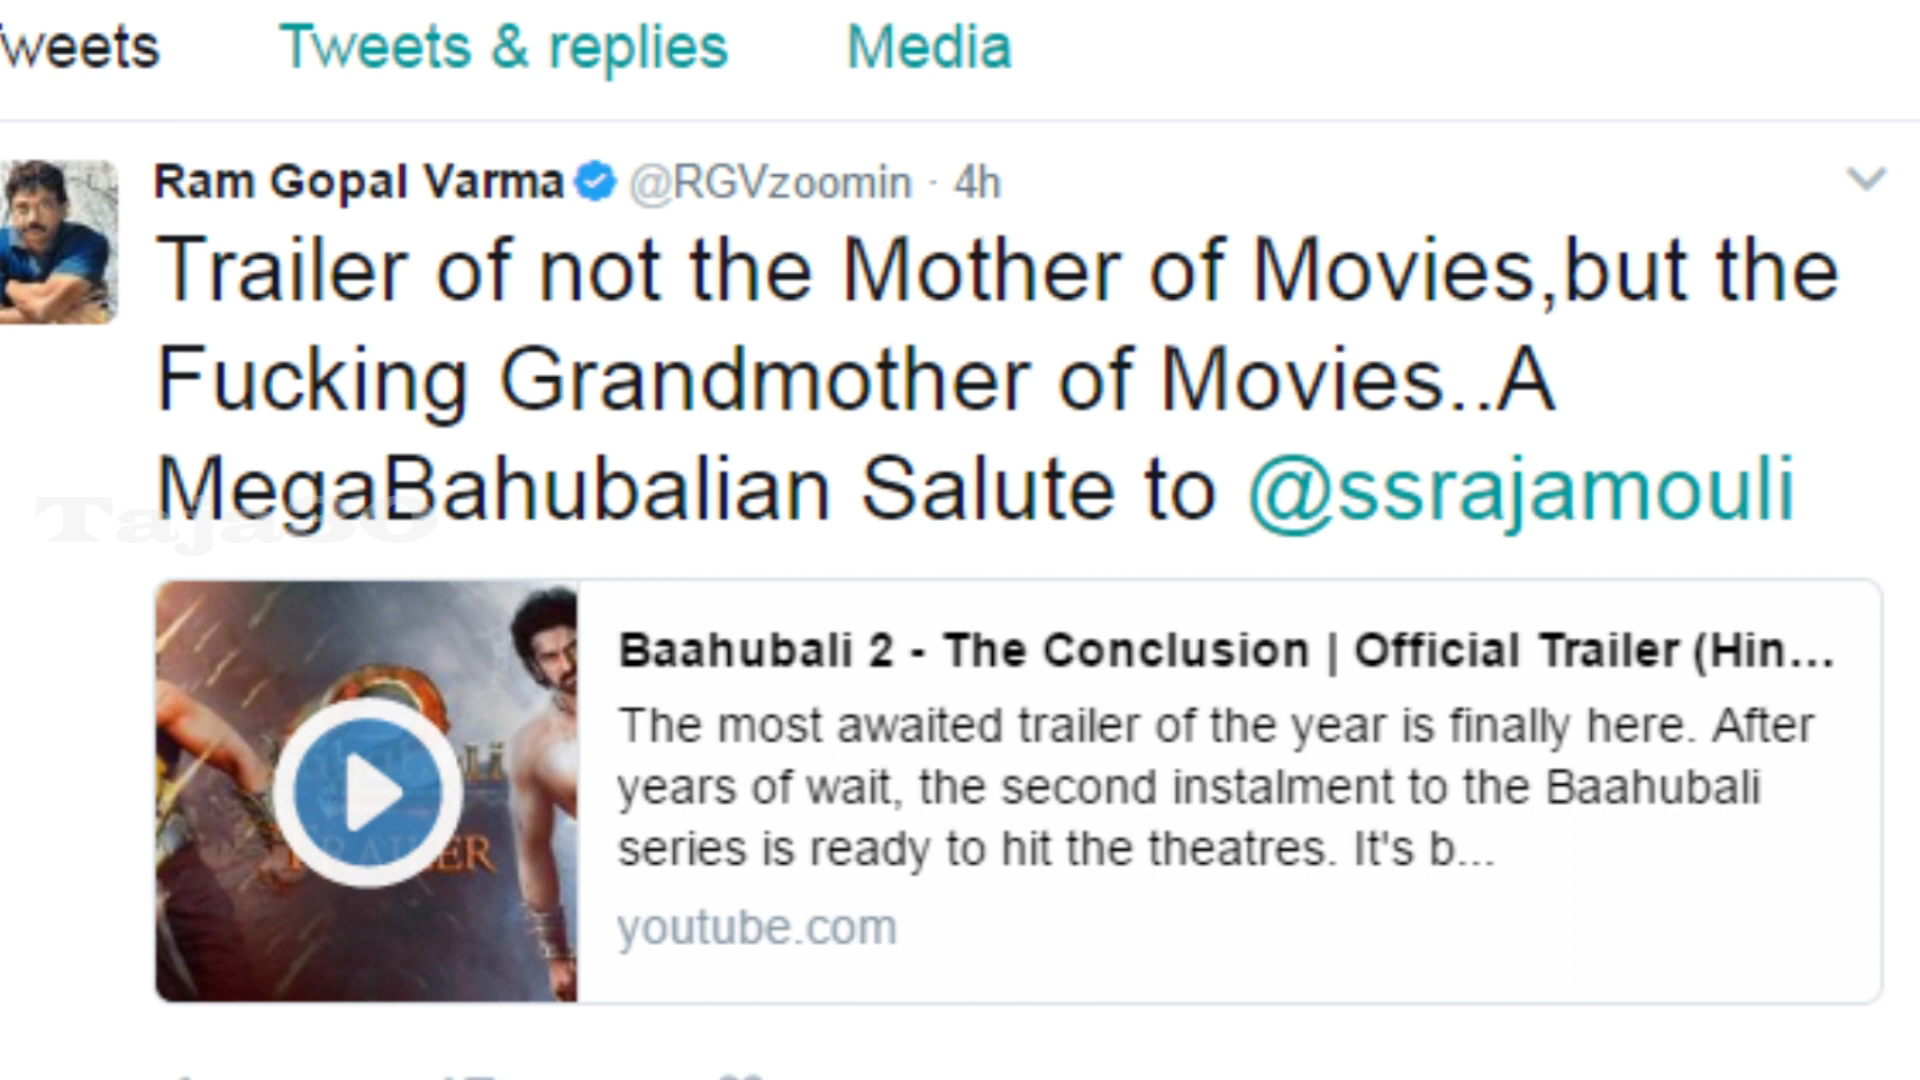 weets Tweets & replies Media
Ram Gopal Varma @RGVzoomin · 4h
Trailer of not the Mother of Movies,but the
Fucking Grandmother of Movies..A
MegaBahubalian Salute to @ssrajamouli
Taja30
Baahubali 2 - The Conclusion | Official Trailer (Hin...
The most awaited trailer of the year is finally here. After
years of wait, the second instalment to the Baahubali
series is ready to hit the theatres. It's b...
youtube.com
TRAILER